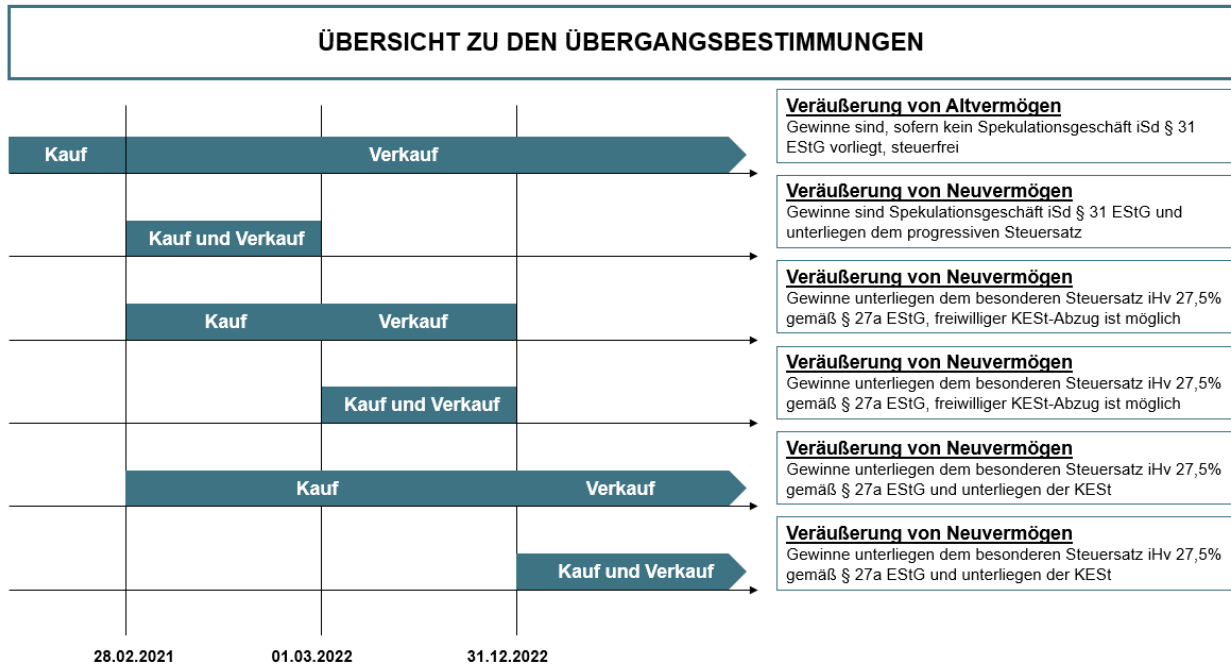 ÜBERSICHT ZU DEN ÜBERGANGSBESTIMMUNGEN
Kauf
Verkauf
Veräußerung von Altvermögen
Gewinne sind, sofern kein Spekulationsgeschäft iSd § 31
EStG vorliegt, steuerfrei
Kauf und Verkauf
Veräußerung von Neuvermögen
Gewinne sind Spekulationsgeschäft iSd § 31 EStG und
unterliegen dem progressiven Steuersatz
Kauf
Verkauf
Veräußerung von Neuvermögen
Gewinne unterliegen dem besonderen Steuersatz iHv 27,5%
gemäß § 27a EStG, freiwilliger KESt-Abzug ist möglich
Kauf und Verkauf
Veräußerung von Neuvermögen
Gewinne unterliegen dem besonderen Steuersatz iHv 27,5%
gemäß § 27a EStG, freiwilliger KESt-Abzug ist möglich
Kauf
Verkauf
Veräußerung von Neuvermögen
Gewinne unterliegen dem besonderen Steuersatz iHv 27,5%
gemäß § 27a EStG und unterliegen der KESt
Kauf und Verkauf
Veräußerung von Neuvermögen
Gewinne unterliegen dem besonderen Steuersatz iHv 27,5%
gemäß § 27a EStG und unterliegen der KESt
28.02.2021
01.03.2022
31.12.2022